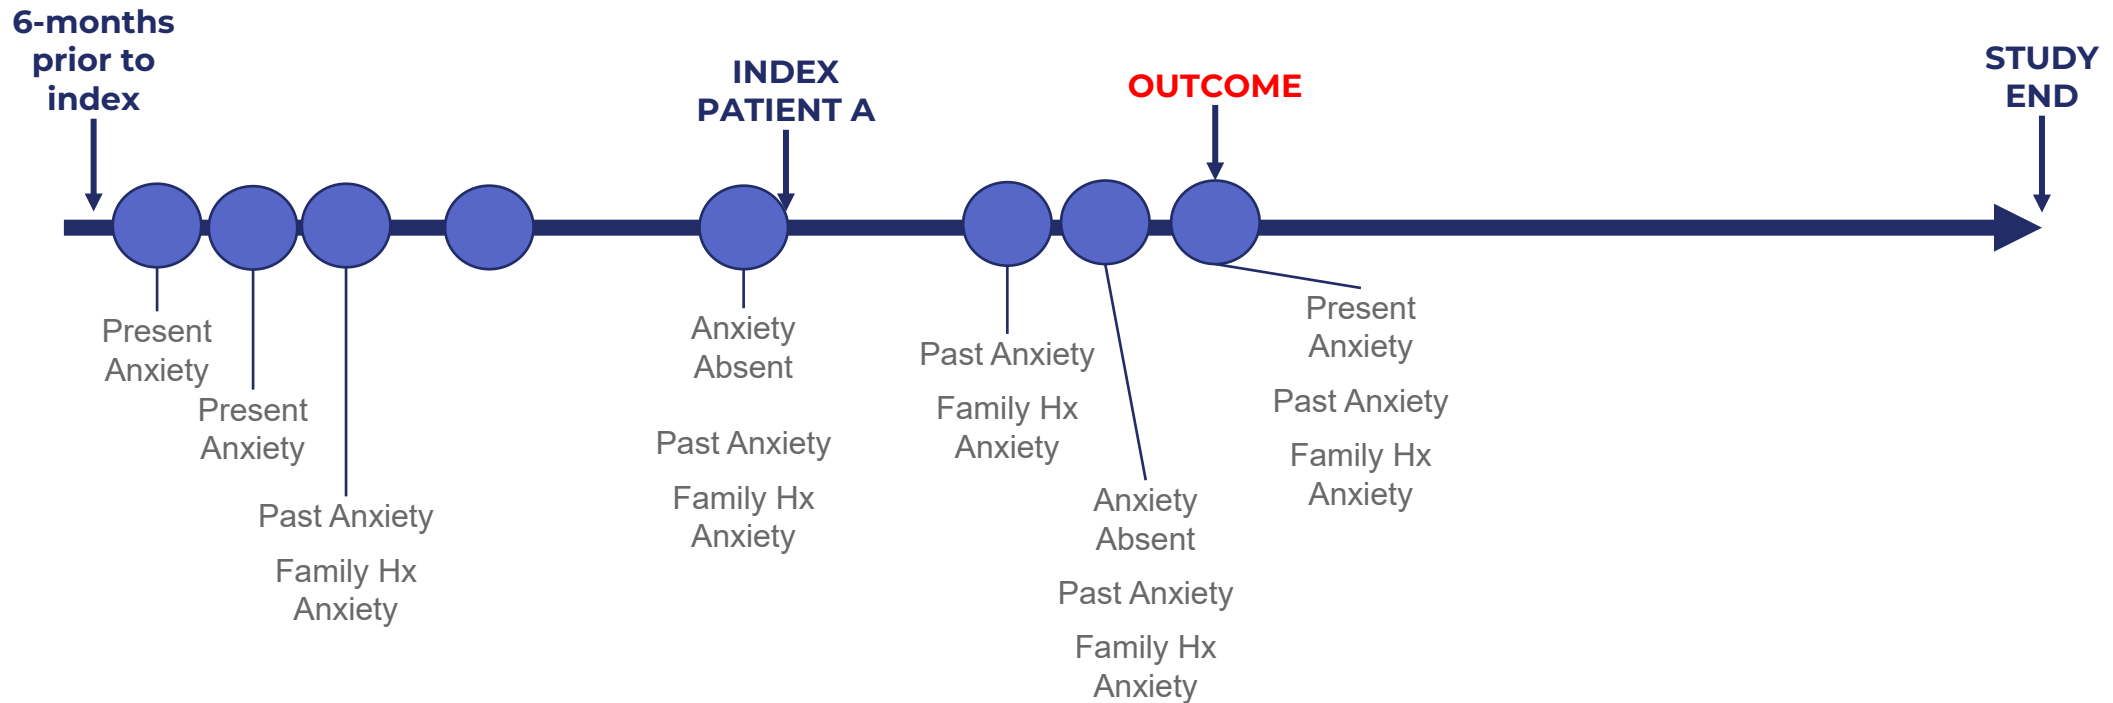 6-months
prior to
index
INDEX
PATIENT A
OUTCOME
STUDY
END
Present
Anxiety
Present
Anxiety
Past Anxiety
Family Hx
Anxiety
Anxiety
Absent
Past Anxiety
Family Hx
Anxiety
Past Anxiety
Family Hx
Anxiety
Anxiety
Absent
Past Anxiety
Family Hx
Anxiety
Present
Anxiety
Past Anxiety
Family Hx
Anxiety